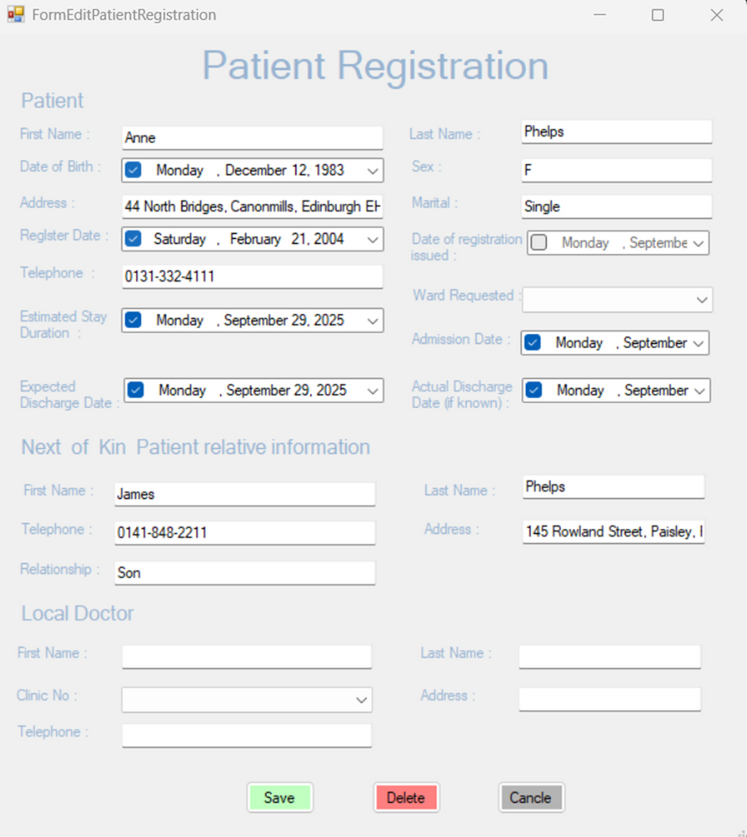 FormEditPatientRegistration
Patient Registration
Patient
First Name : Anne Last Name : Phelps
Date of Birth : Monday , December 12, 1983 Sex : F
Address : 44 North Bridges, Canonmills, Edinburgh EH Marital : Single
RegIster Date : Saturday , February 21, 2004 Date of registration issued : Monday , Septembe
Telephone : 0131-332-4111
Ward Requested :
Estimated Stay Duration : Monday , September 29, 2025
Admission Date : Monday , September
Expected Discharge Date : Monday , September 29, 2025 Actual Discharge Date (if known) : Monday , September
Next of Kin Patient relative information
First Name : James Last Name : Phelps
Telephone : 0141-848-2211 Address : 145 Rowland Street, Paisley,
Relationship : Son
Local Doctor
First Name : Last Name :
Clinic No : Address :
Telephone :
Save Delete Cancle